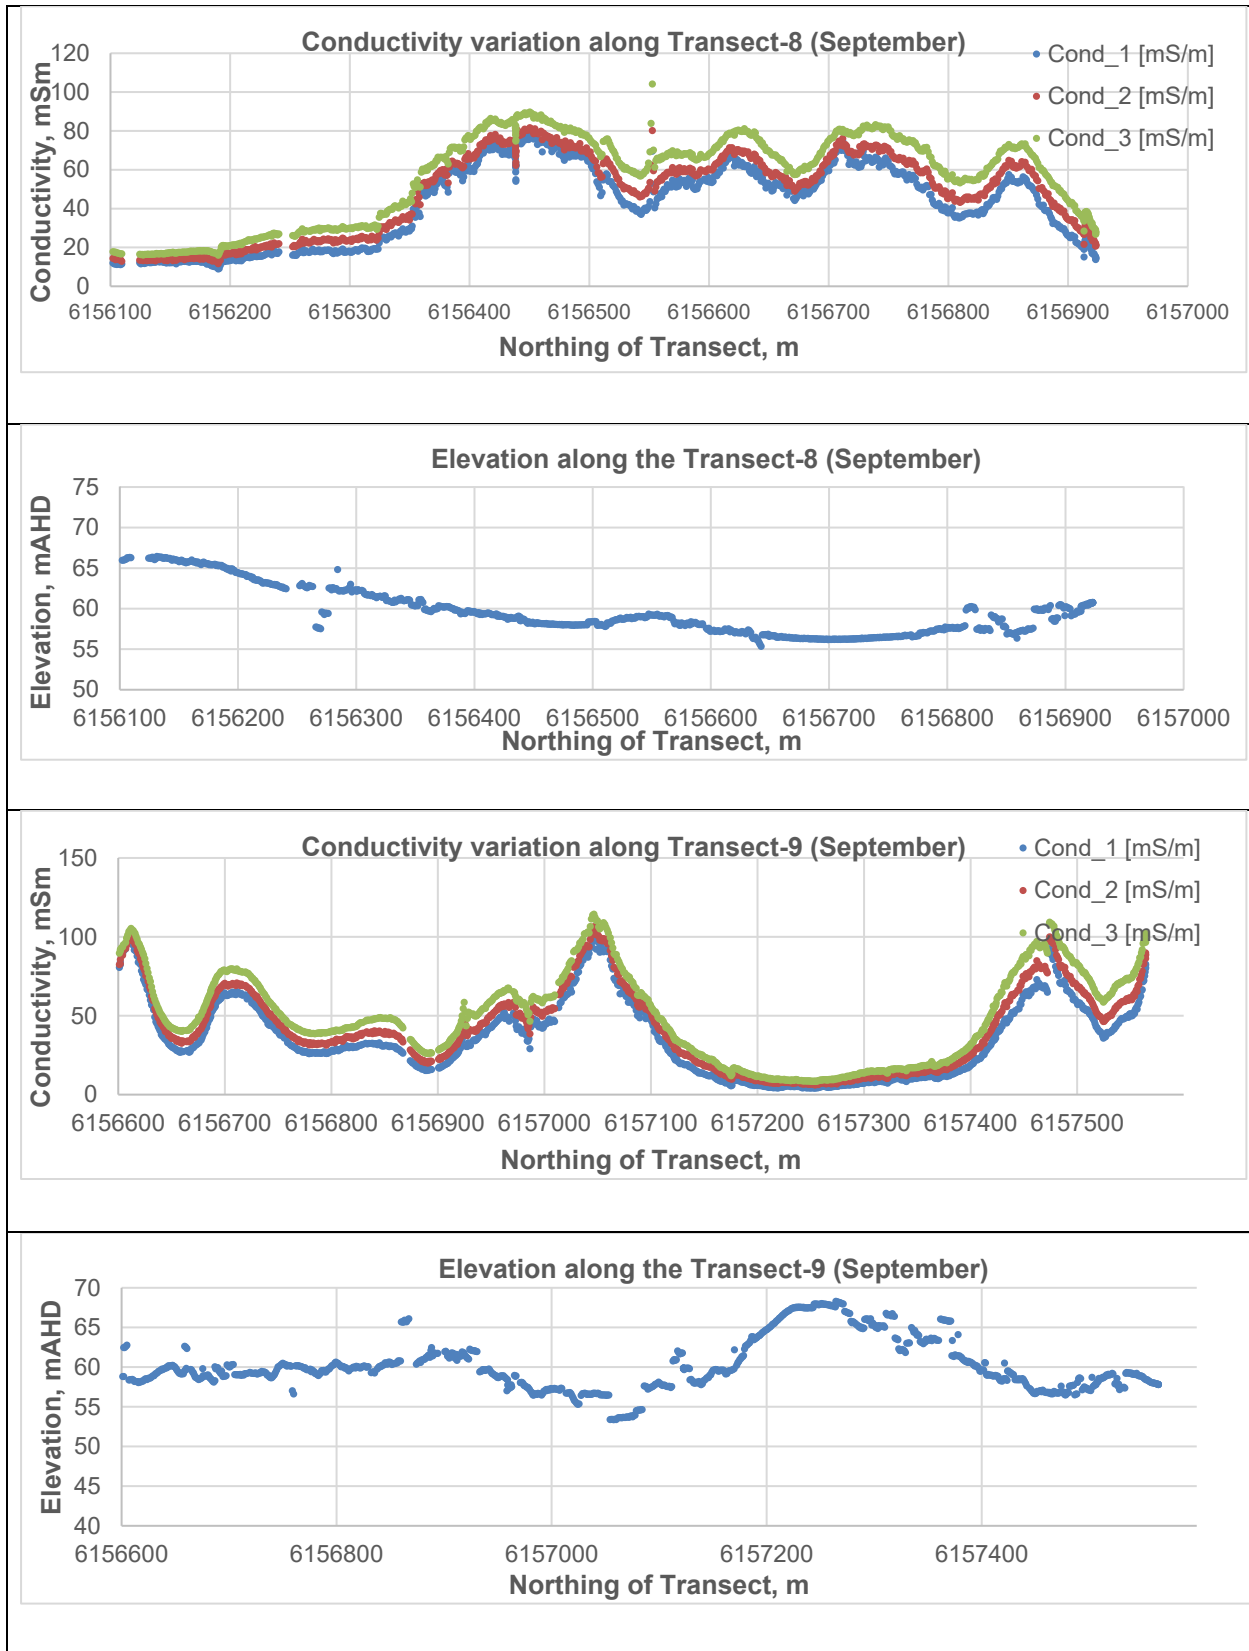 Conductivity variation along Transect-8 (September)
Conductivity, mSm
120
100
80
60
40
20
0
Cond_1 [mS/m]
Cond_2 [mS/m]
Cond_3 [mS/m]
6156100 6156200 6156300 6156400 6156500 6156600 6156700 6156800 6156900 6157000
Northing of Transect, m
Elevation along the Transect-8 (September)
Elevation, mAHD
75
70
65
60
55
50
6156100 6156200 6156300 6156400 6156500 6156600 6156700 6156800 6156900 6157000
Northing of Transect, m
Conductivity variation along Transect-9 (September)
Conductivity, mSm
150
100
50
0
Cond_1 [mS/m]
Cond_2 [mS/m]
Cond_3 [mS/m]
6156600 6156700 6156800 6156900 6157000 6157100 6157200 6157300 6157400 6157500
Northing of Transect, m
Elevation along the Transect-9 (September)
Elevation, mAHD
70
65
60
55
50
45
40
6156600 6156800 6157000 6157200 6157400
Northing of Transect, m